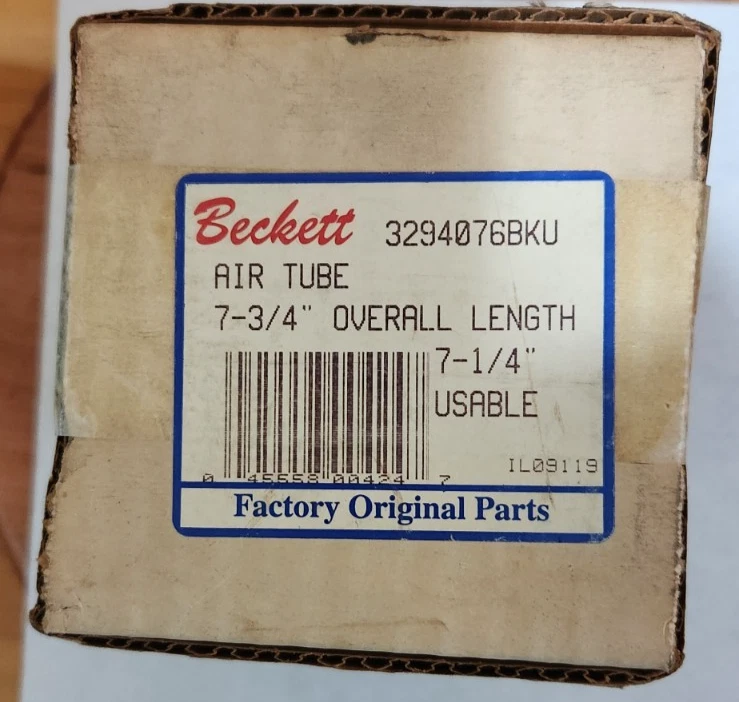 Beckett 3294076BKU
AIR TUBE
7-3/4" OVERALL LENGTH
7-1/4"
USABLE
0 45558 00424 7
IL09119
Factory Original Parts